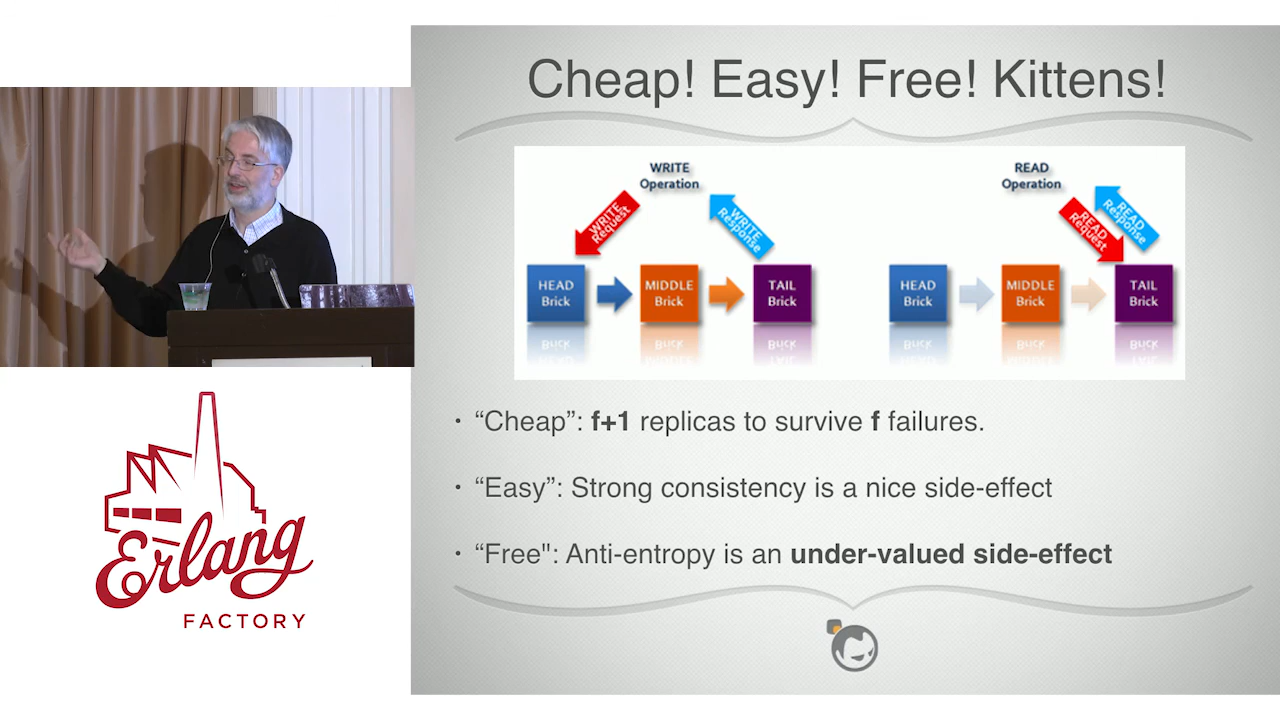 Cheap! Easy! Free! Kittens!
WRITE
Operation
WRITE
Request
WRITE
Response
HEAD
Brick
MIDDLE
Brick
TAIL
Brick
READ
Operation
READ
Request
READ
Response
HEAD
Brick
MIDDLE
Brick
TAIL
Brick
• “Cheap”: f+1 replicas to survive f failures.
• “Easy”: Strong consistency is a nice side-effect
• “Free": Anti-entropy is an under-valued side-effect
Erlang
FACTORY